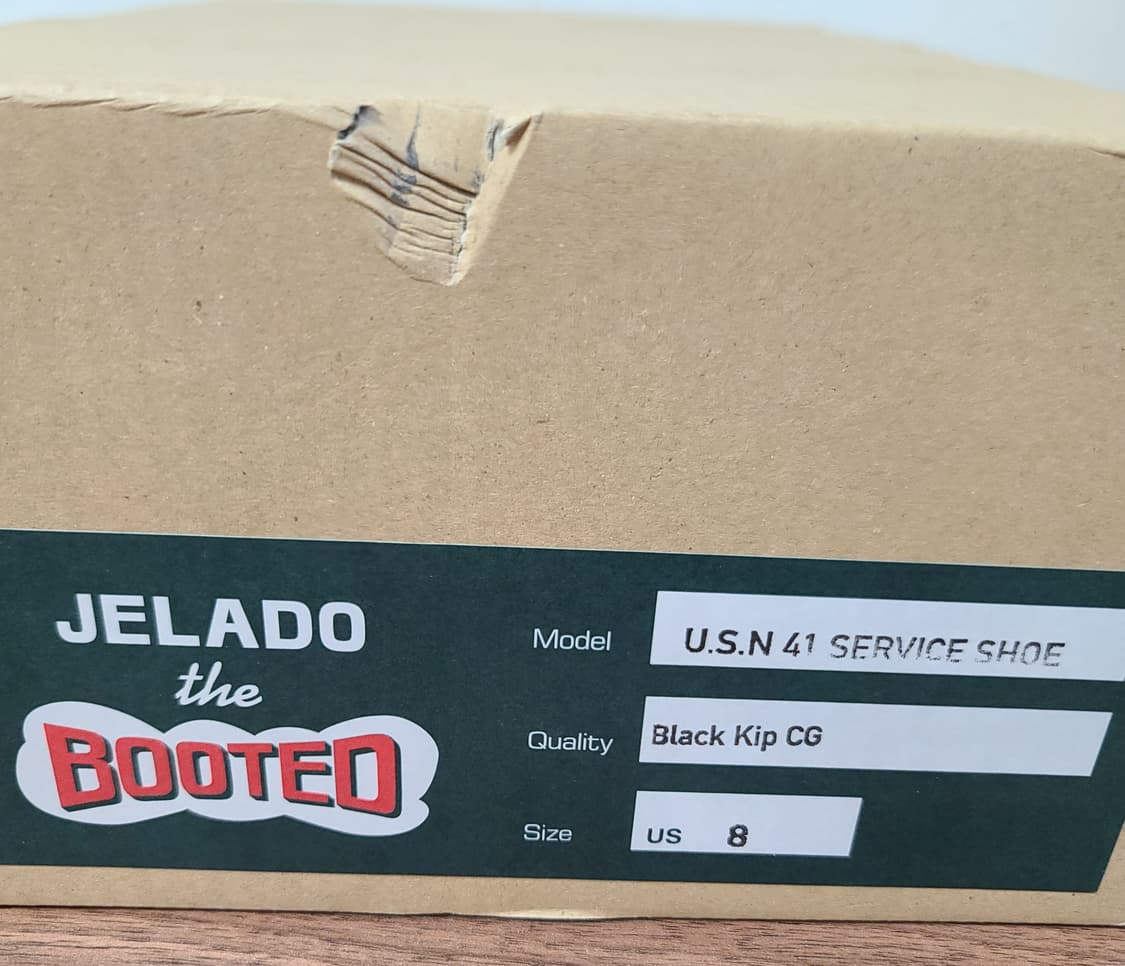 JELADO
the
BOOTED
Model U.S.N 41 SERVICE SHOE
Quality Black Kip CG
Size US 8